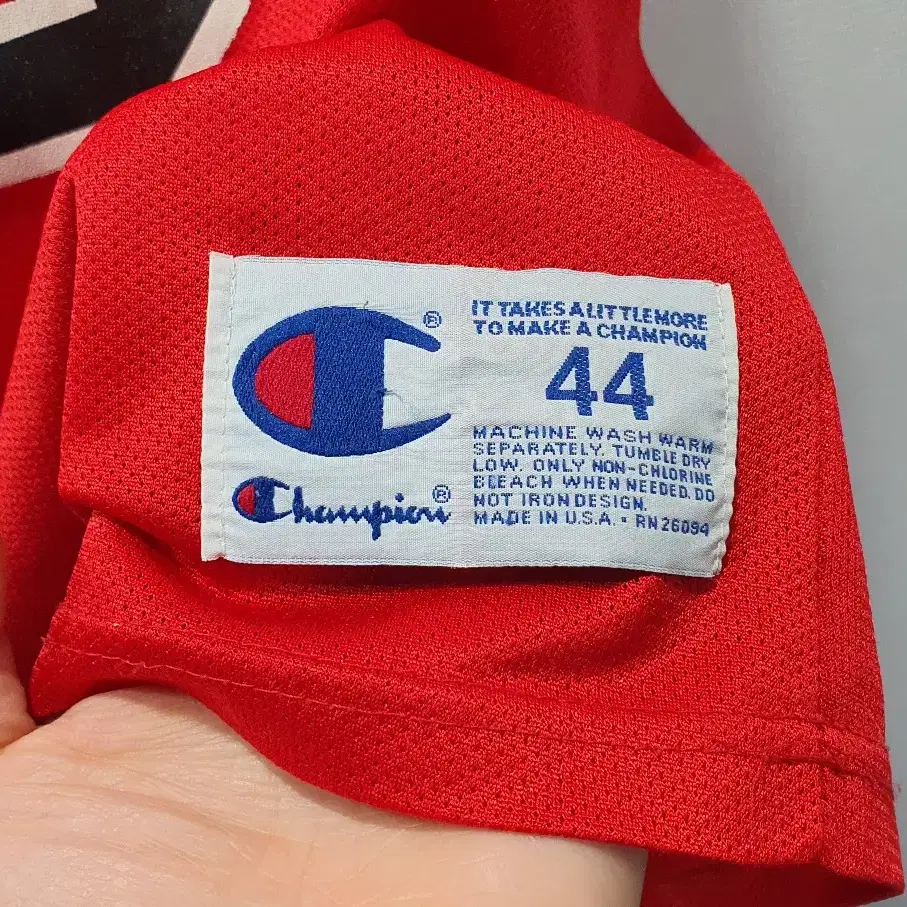 ®
Champion®
IT TAKES A LITTLE MORE
TO MAKE A CHAMPION
44
MACHINE WASH WARM
SEPARATELY, TUMBLE DRY
LOW. ONLY NON-CHLORINE
BLEACH WHEN NEEDED. DO
NOT IRON DESIGN.
MADE IN U.S.A. • RN 26094